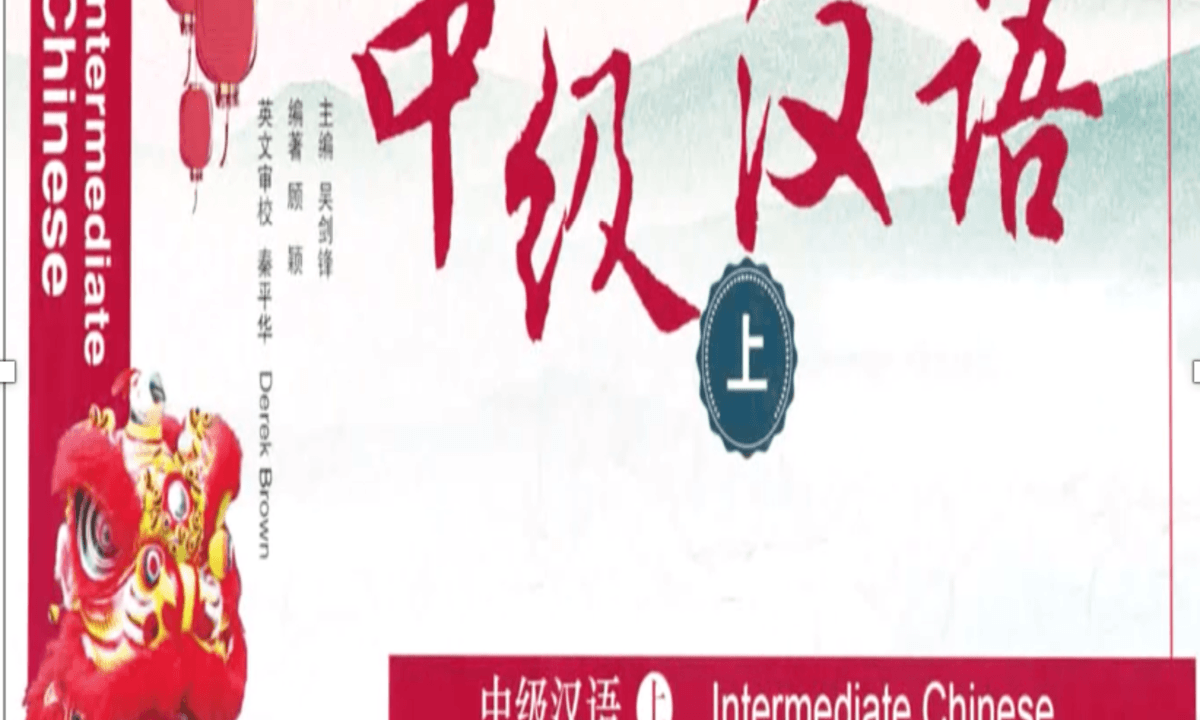 Intermediate
Chinese
中级汉语
上
主编 吴剑锋
编著 顾颖
英文审校 秦平华 Derek Brown
中级汉语 上 Intermediate Chinese